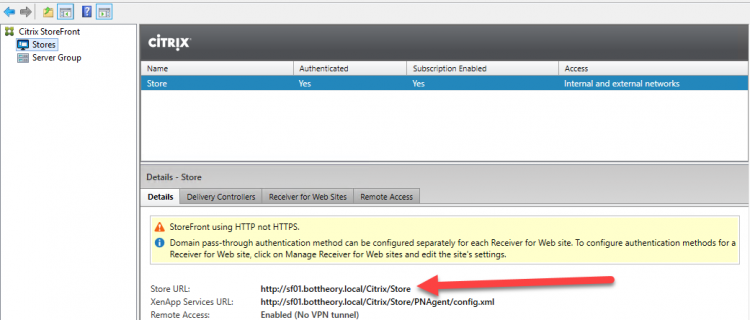 Citrix StoreFront
Stores
Server Group
CİTRIX
Name Authenticated Subscription Enabled Access
Store Yes Yes Internal and external networks
Details - Store
Details Delivery Controllers Receiver for Web Sites Remote Access
StoreFront using HTTP not HTTPS.
Domain pass-through authentication method can be configured separately for each Receiver for Web site. To configure authentication methods for a
Receiver for Web site, click on Manage Receiver for Web sites and edit the site's settings.
Store URL: http://sf01.bottheory.local/Citrix/Store
XenApp Services URL: http://sf01.bottheory.local/Citrix/Store/PNAgent/config.xml
Remote Access: Enabled (No VPN tunnel)